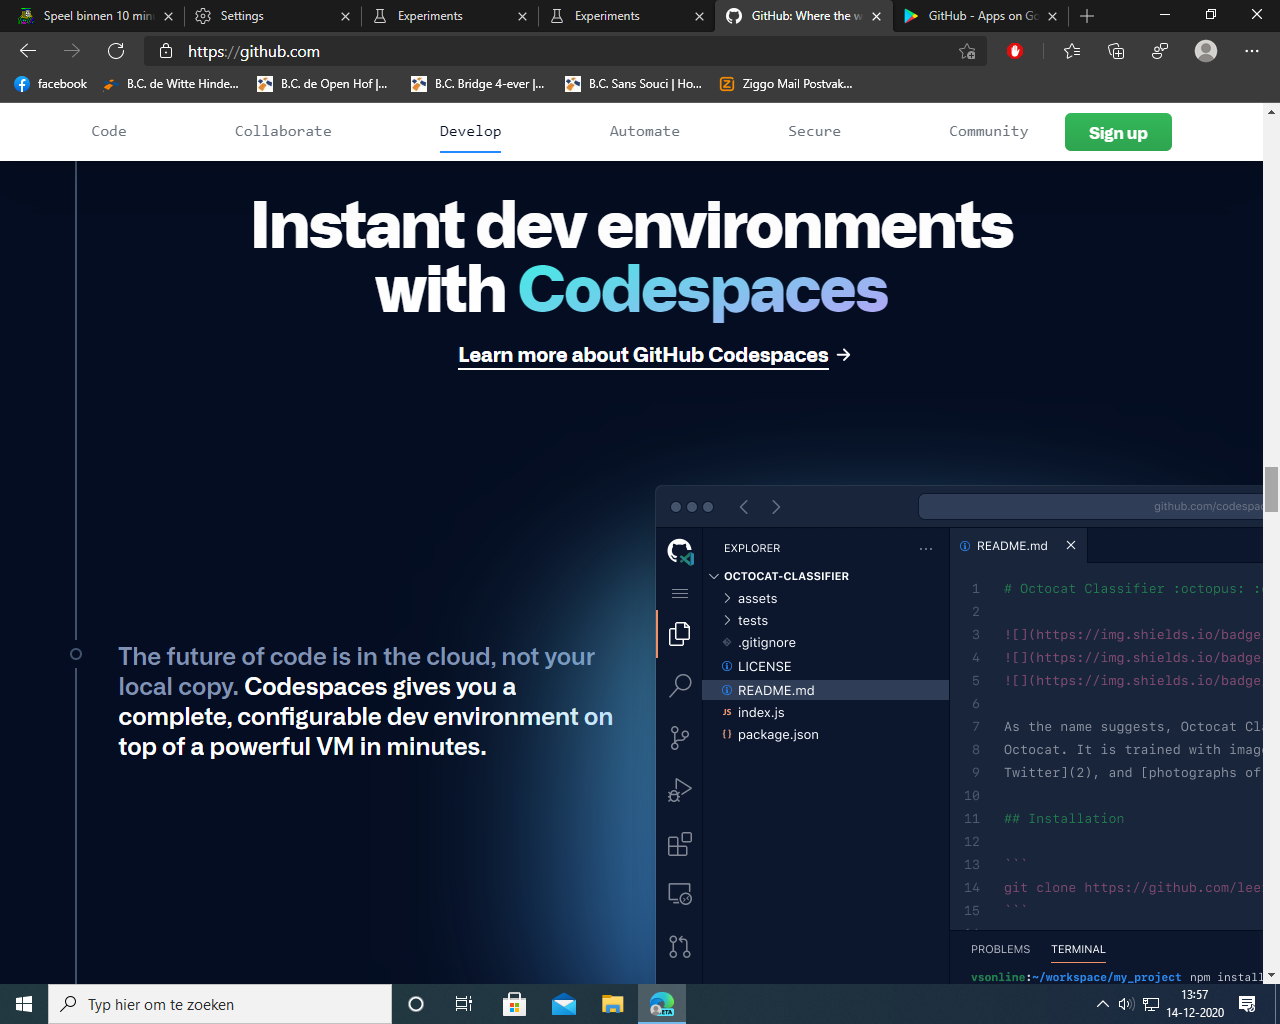 Speel binnen 10 min
Settings
Experiments
Experiments
GitHub: Where the w
GitHub - Apps on Go
https://github.com
facebook
B.C. de Witte Hinde...
B.C. de Open Hof |...
B.C. Bridge 4-ever |...
B.C. Sans Souci | Ho...
Ziggo Mail Postvak...
Code
Collaborate
Develop
Automate
Secure
Community
Sign up
Instant dev environments
with Codespaces
Learn more about GitHub Codespaces →
The future of code is in the cloud, not your
local copy. Codespaces gives you a
complete, configurable dev environment on
top of a powerful VM in minutes.
github.com/codespac
EXPLORER
OCTOCAT-CLASSIFIER
assets
tests
.gitignore
LICENSE
README.md
JS index.js
{} package.json
README.md
1 # Octocat Classifier :octopus: :
2
3 ![](https://img.shields.io/badge
4 ![](https://img.shields.io/badge
5 ![](https://img.shields.io/badge
6
7 As the name suggests, Octocat Cla
8 Octocat. It is trained with imag
9 Twitter](2), and [photographs of
10
11 ## Installation
12
13 ```
14 git clone https://github.com/lee
15 ```
PROBLEMS
TERMINAL
vsonline:~/workspace/my_project npm install
Typ hier om te zoeken
BETA
13:57
14-12-2020